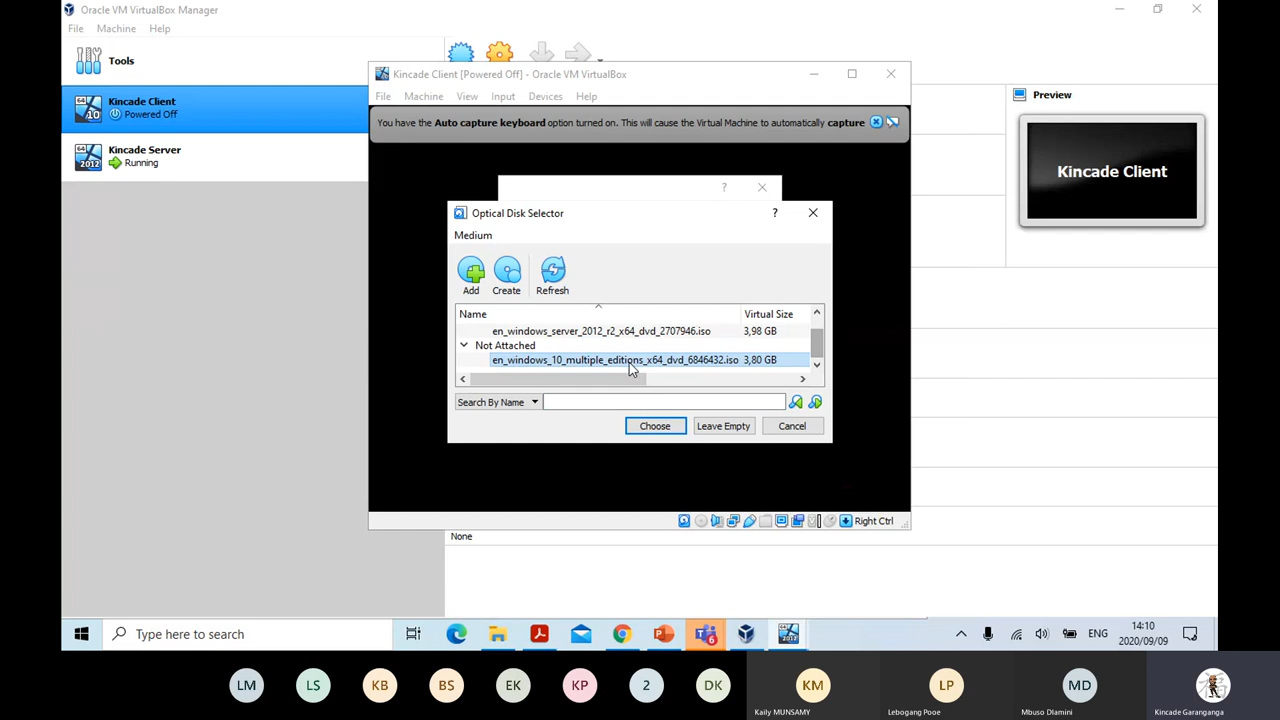 Oracle VM VirtualBox Manager
File Machine Help
Tools
Kincade Client
Powered Off
Kincade Server
Running
Preview
Kincade Client
Kincade Client [Powered Off] - Oracle VM VirtualBox
File Machine View Input Devices Help
You have the Auto capture keyboard option turned on. This will cause the Virtual Machine to automatically capture
?
Optical Disk Selector ?
Medium
Add Create Refresh
Name Virtual Size
en_windows_server_2012_r2_x64_dvd_2707946.iso 3,98 GB
Not Attached
en_windows_10_multiple_editions_x64_dvd_6846432.iso 3,80 GB
Search By Name
Choose Leave Empty Cancel
Right Ctrl
None
Type here to search
6
2012
ENG
14:10
2020/09/09
LM LS KB BS EK KP 2 DK KM LP MD
Kaily MUNSAMY Lebogang Pooe Mbuso Dlamini Kincade Garanganga